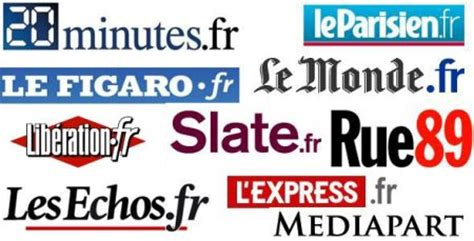 20minutes.fr
leParisien.fr
LE FIGARO·fr
Le Monde.fr
Libération.fr
Slate.fr
Rue89
LesEchos.fr
L'EXPRESS.fr
MEDIAPART